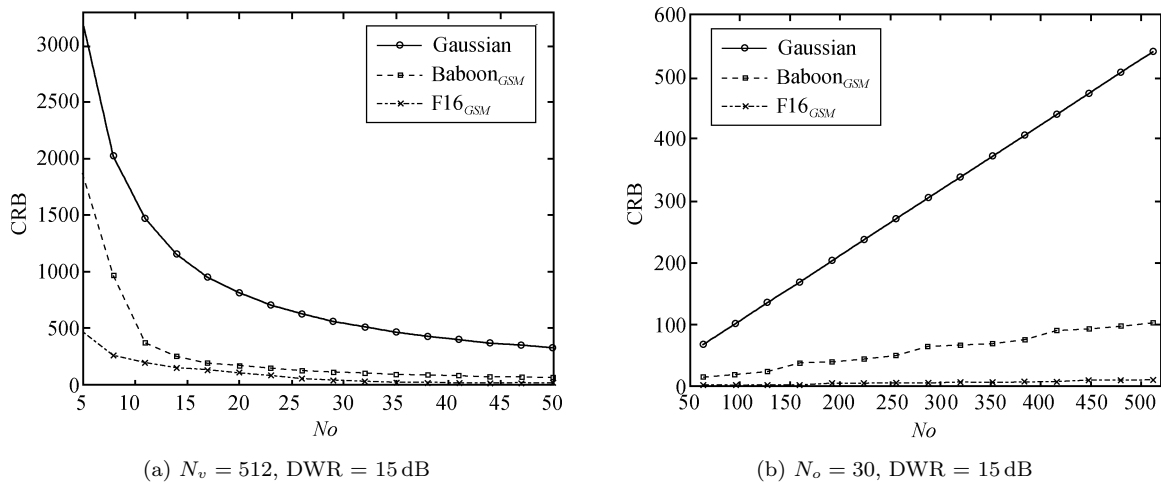 3000
2500
2000
1500
1000
500
0
CRB
5 10 15 20 25 30 35 40 45 50
No
Gaussian
Baboon_GSM
F16_GSM
(a) N_v = 512, DWR = 15 dB
600
500
400
300
200
100
0
CRB
50 100 150 200 250 300 350 400 450 500
No
Gaussian
Baboon_GSM
F16_GSM
(b) N_o = 30, DWR = 15 dB